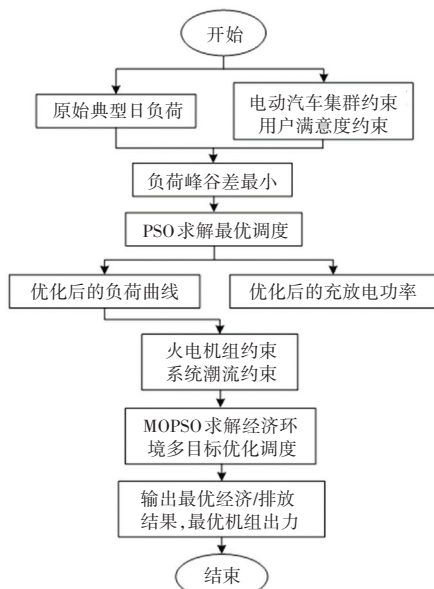 开始
原始典型日负荷
电动汽车集群约束
用户满意度约束
负荷峰谷差最小
PSO求解最优调度
优化后的负荷曲线
优化后的充放电功率
火电机组约束
系统潮流约束
MOPSO求解经济环
境多目标优化调度
输出最优经济/排放
结果,最优机组出力
结束